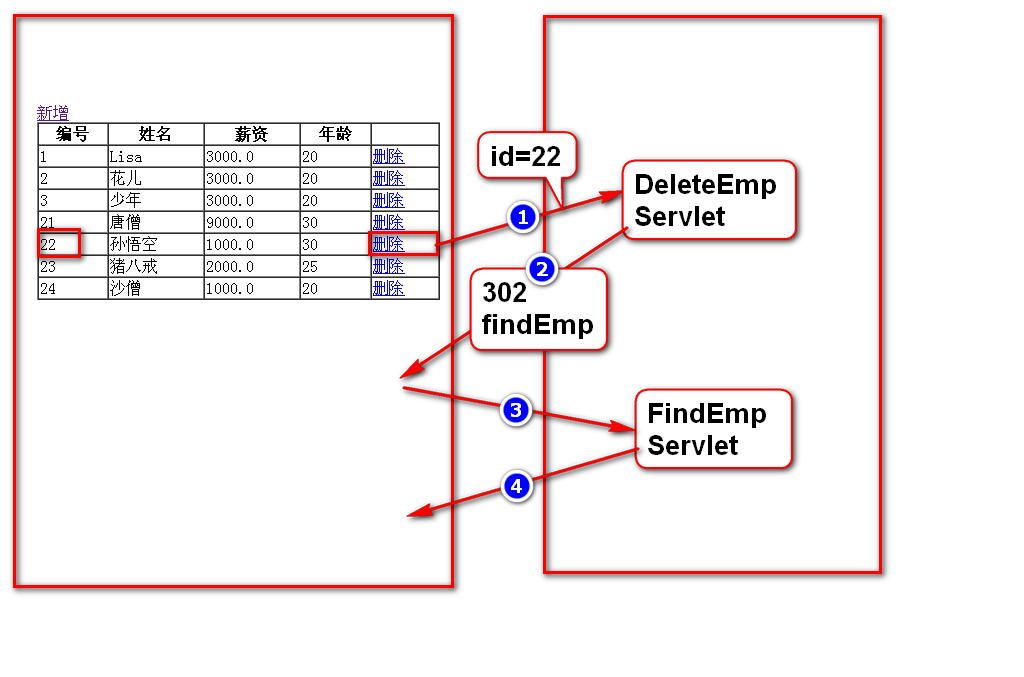 新增
编号 姓名 薪资 年龄
1 Lisa 3000.0 20 删除
2 花儿 3000.0 20 删除
3 少年 3000.0 20 删除
21 唐僧 9000.0 30 删除
22 孙悟空 1000.0 30 删除
23 猪八戒 2000.0 25 删除
24 沙僧 1000.0 20 删除
id=22
1
DeleteEmp
Servlet
2
302
findEmp
3
FindEmp
Servlet
4